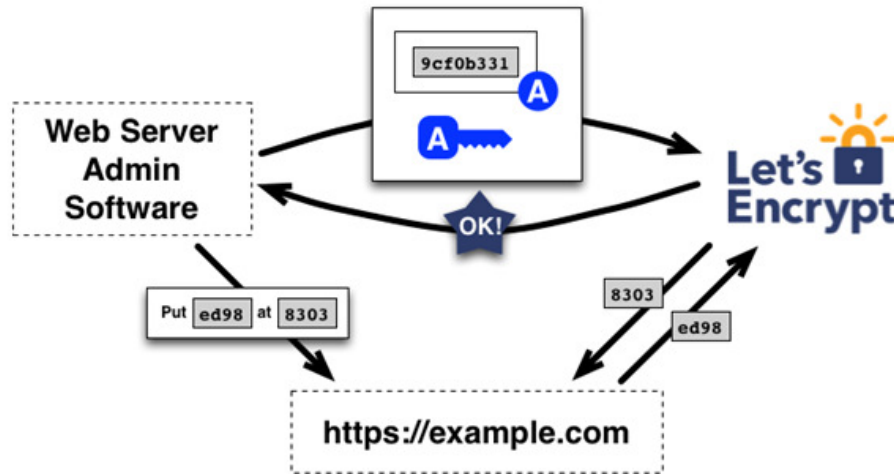 9cf0b331
A
A
Web Server
Admin
Software
Let's
Encrypt
OK!
Put ed98 at 8303
8303
ed98
https://example.com